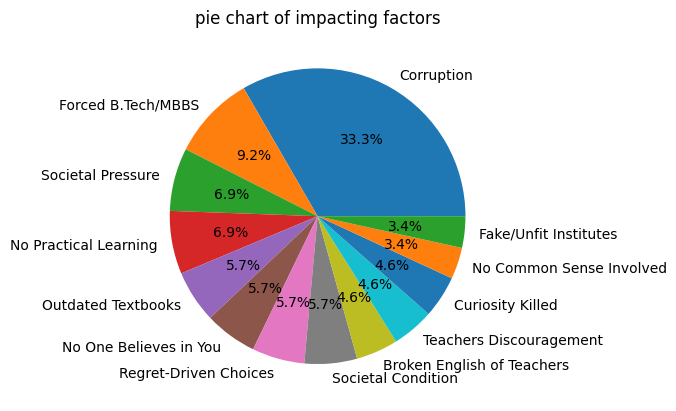 pie chart of impacting factors
Corruption
33.3%
Forced B.Tech/MBBS
9.2%
Societal Pressure
6.9%
No Practical Learning
6.9%
Outdated Textbooks
5.7%
No One Believes in You
5.7%
Regret-Driven Choices
5.7%
Societal Condition
5.7%
Broken English of Teachers
4.6%
Teachers Discouragement
4.6%
Curiosity Killed
4.6%
No Common Sense Involved
3.4%
Fake/Unfit Institutes
3.4%